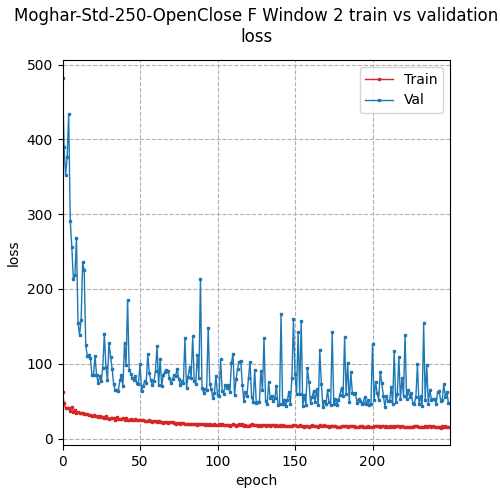 Moghar-Std-250-OpenClose F Window 2 train vs validation
loss
500
400
300
200
100
0
loss
Train
Val
0
50
100
150
200
epoch